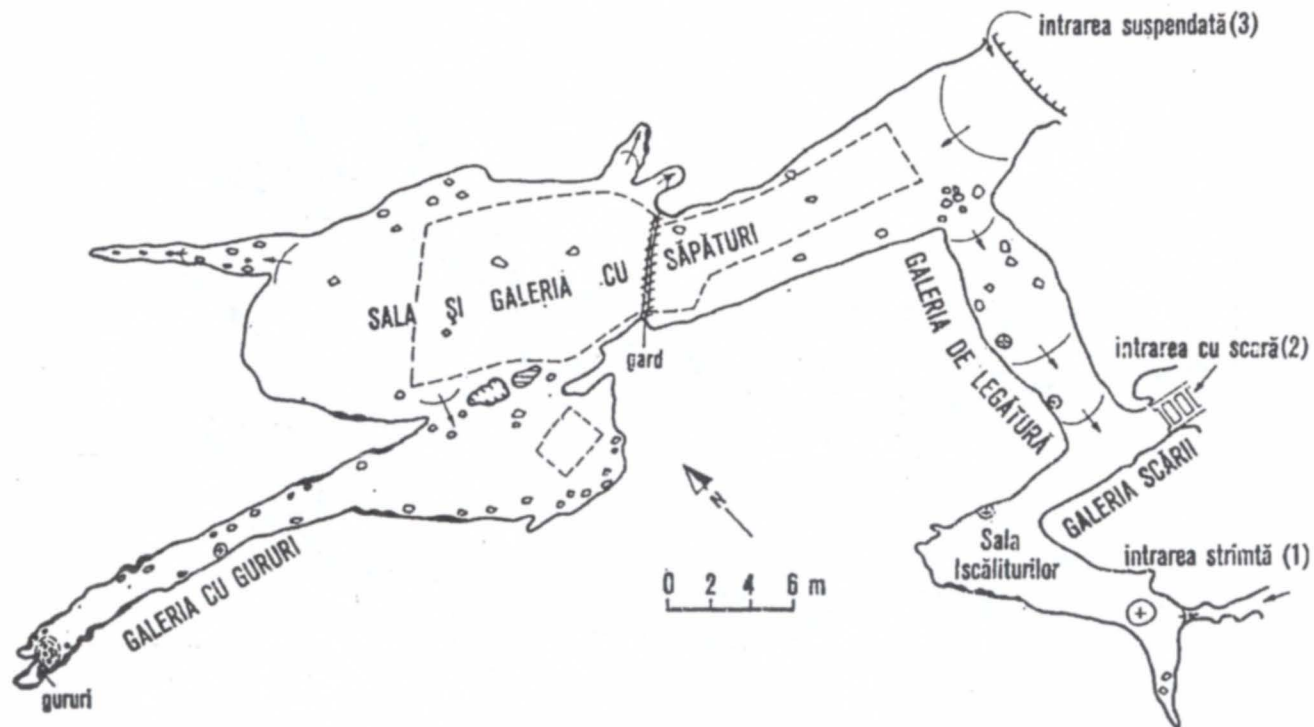 intrarea suspendată (3)
SALA ŞI GALERIA CU SĂPĂTURI
gard
GALERIA DE LEGĂTURĂ
intrarea cu scară (2)
GALERIA SCĂRII
N
Sala
Iscăliturilor
intrarea strimtă (1)
0 2 4 6 m
GALERIA CU GURURI
gururi